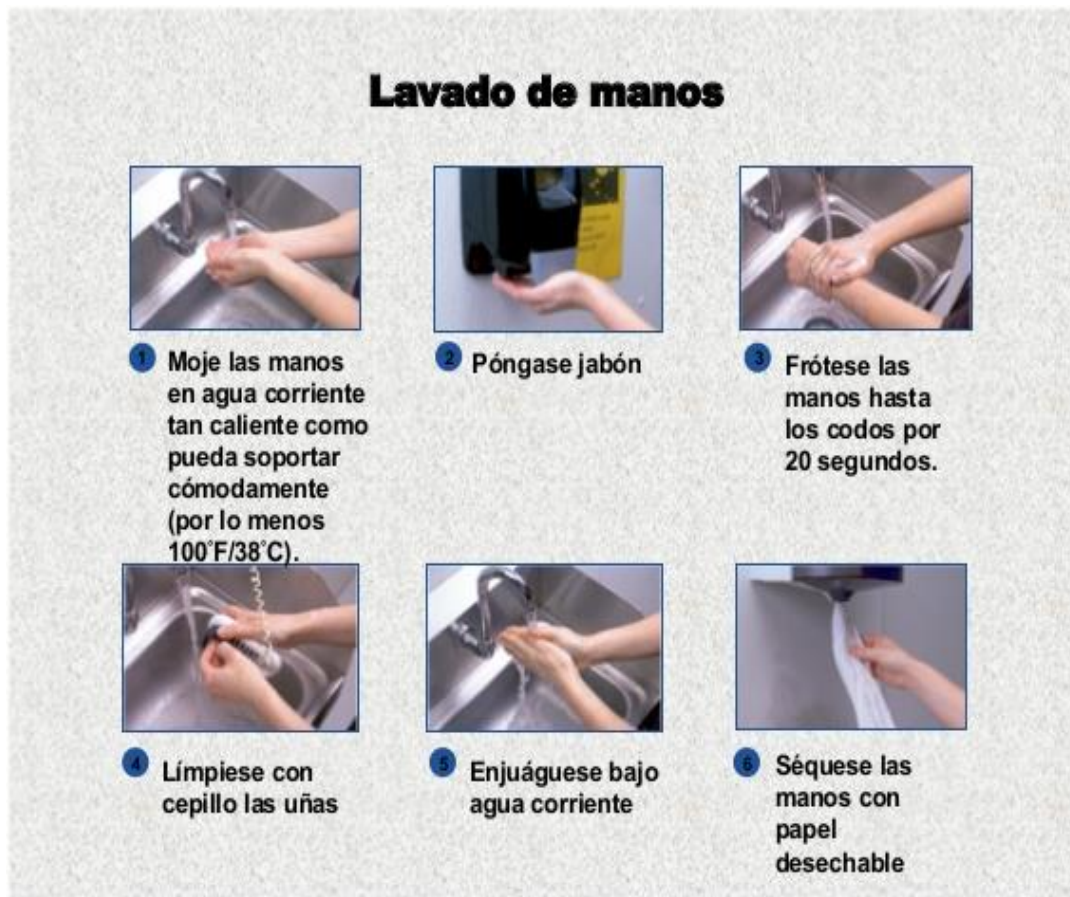 Lavado de manos
1 Moje las manos
en agua corriente
tan caliente como
pueda soportar
cómodamente
(por lo menos
100°F/38°C).
2 Póngase jabón
3 Frótese las
manos hasta
los codos por
20 segundos.
4 Límpiese con
cepillo las uñas
5 Enjuáguese bajo
agua corriente
6 Séquese las
manos con
papel
desechable